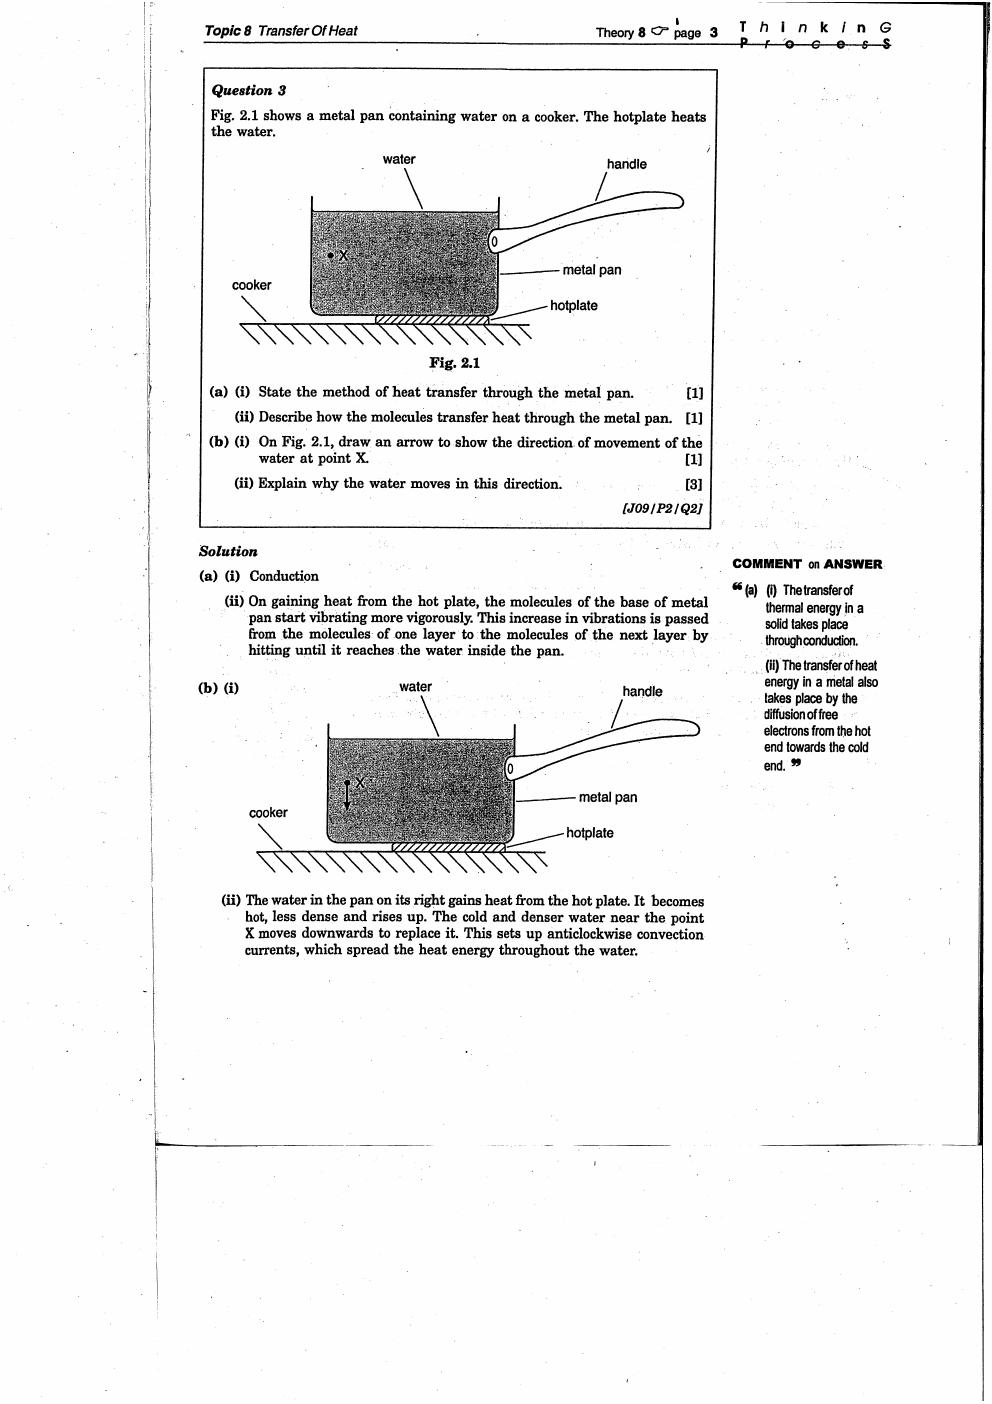 Topic 8 Transfer Of Heat
Theory 8 ☞ page 3
T h i n k i n G
P r o c e s S
Question 3
Fig. 2.1 shows a metal pan containing water on a cooker. The hotplate heats
the water.
water
handle
X
metal pan
cooker
hotplate
Fig. 2.1
(a) (i) State the method of heat transfer through the metal pan. [1]
(ii) Describe how the molecules transfer heat through the metal pan. [1]
(b) (i) On Fig. 2.1, draw an arrow to show the direction of movement of the
water at point X. [1]
(ii) Explain why the water moves in this direction. [3]
[J09/P2/Q2]
Solution
(a) (i) Conduction
(ii) On gaining heat from the hot plate, the molecules of the base of metal
pan start vibrating more vigorously. This increase in vibrations is passed
from the molecules of one layer to the molecules of the next layer by
hitting until it reaches the water inside the pan.
(b) (i)
water
handle
X
metal pan
cooker
hotplate
(ii) The water in the pan on its right gains heat from the hot plate. It becomes
hot, less dense and rises up. The cold and denser water near the point
X moves downwards to replace it. This sets up anticlockwise convection
currents, which spread the heat energy throughout the water.
COMMENT on ANSWER
“ (a) (i) The transfer of
thermal energy in a
solid takes place
through conduction.
(ii) The transfer of heat
energy in a metal also
takes place by the
diffusion of free
electrons from the hot
end towards the cold
end. ”